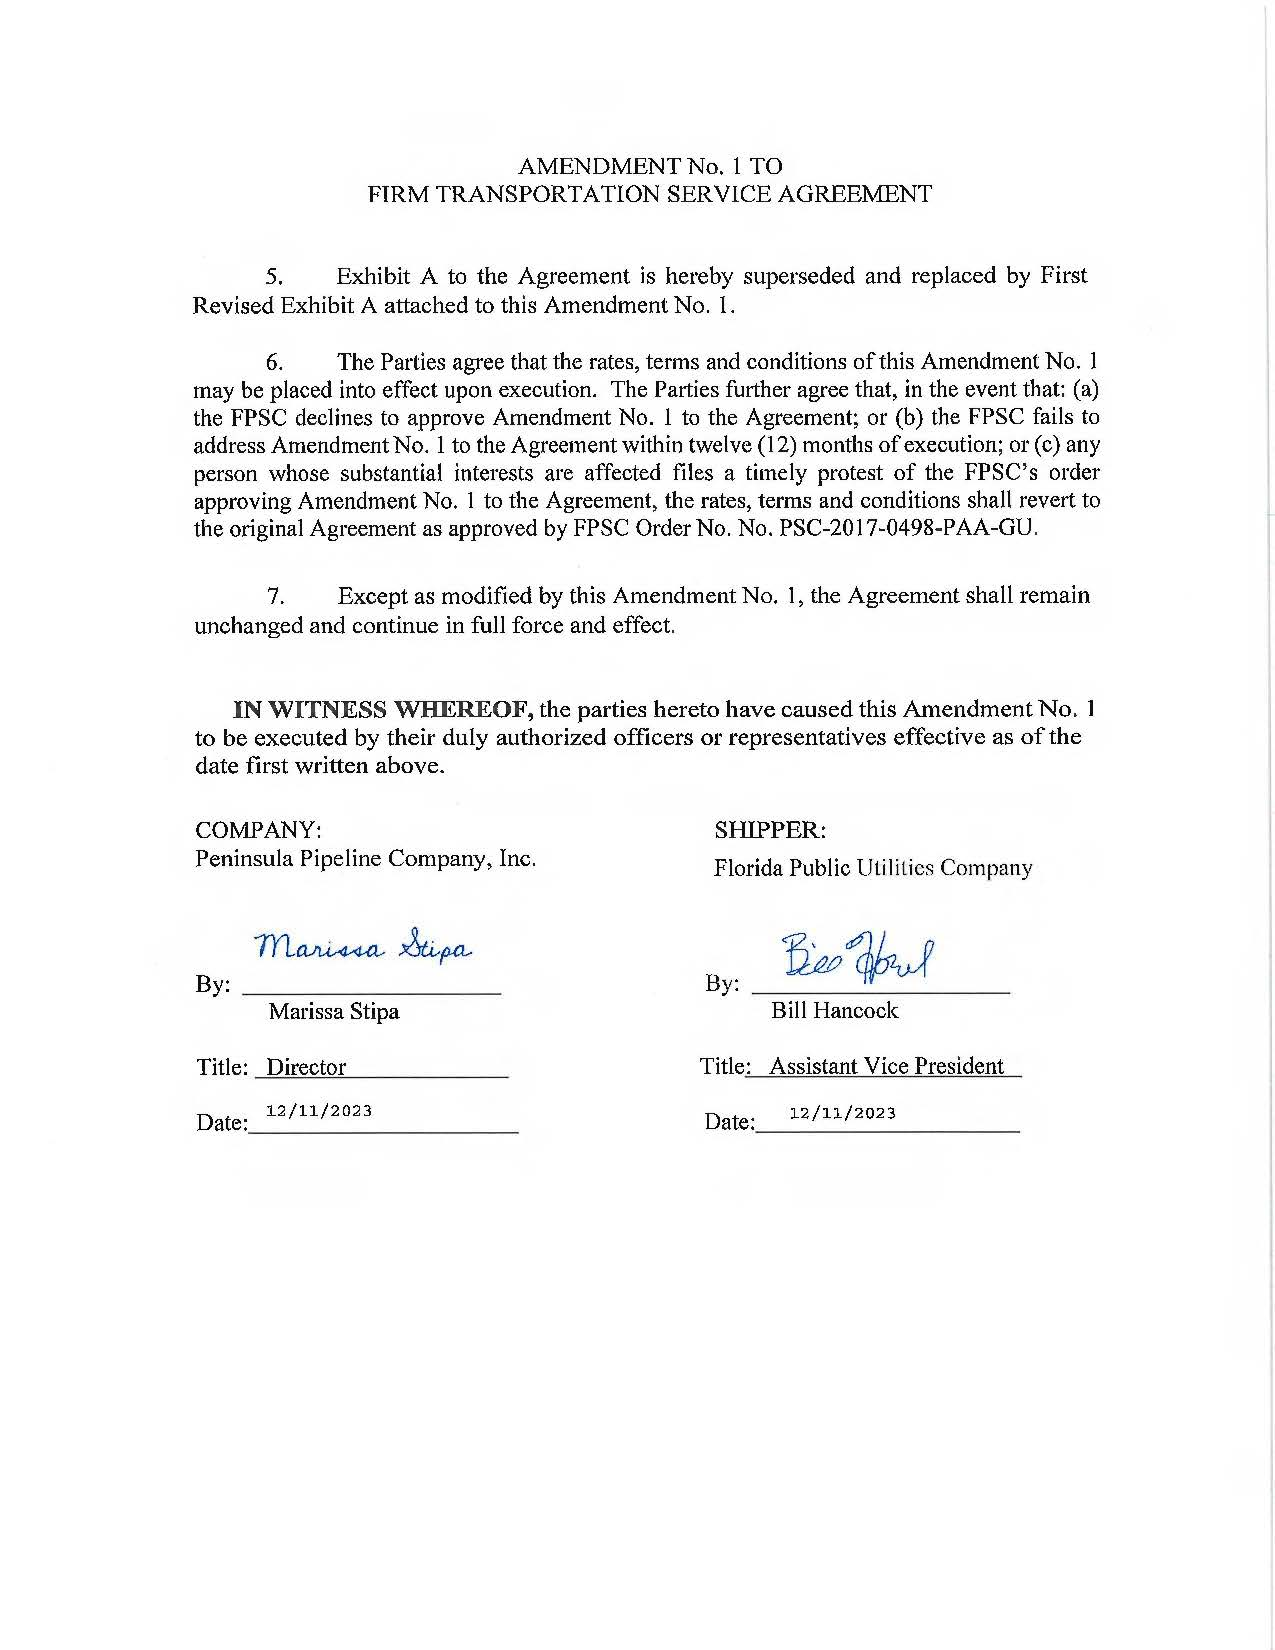 AMENDMENT No. 1 TO
FIRM TRANSPORTATION SERVICE AGREEMENT
5. Exhibit A to the Agreement is hereby superseded and replaced by First
Revised Exhibit A attached to this Amendment No. 1.
6. The Parties agree that the rates, terms and conditions of this Amendment No. 1
may be placed into effect upon execution. The Parties further agree that, in the event that: (a)
the FPSC declines to approve Amendment No. 1 to the Agreement; or (b) the FPSC fails to
address Amendment No. 1 to the Agreement within twelve (12) months of execution; or (c) any
person whose substantial interests are affected files a timely protest of the FPSC's order
approving Amendment No. 1 to the Agreement, the rates, terms and conditions shall revert to
the original Agreement as approved by FPSC Order No. No. PSC-2017-0498-PAA-GU.
7. Except as modified by this Amendment No. 1, the Agreement shall remain
unchanged and continue in full force and effect.
IN WITNESS WHEREOF, the parties hereto have caused this Amendment No. 1
to be executed by their duly authorized officers or representatives effective as of the
date first written above.
COMPANY: SHIPPER:
Peninsula Pipeline Company, Inc. Florida Public Utilities Company
Marissa Stipa Bill Hancock
By: By:
Marissa Stipa Bill Hancock
Title: Director Title: Assistant Vice President
Date: 12/11/2023 Date: 12/11/2023